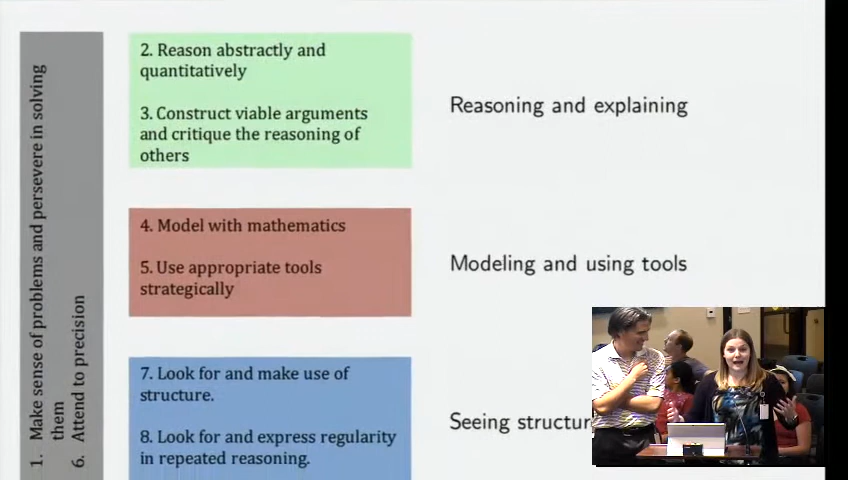 1. Make sense of problems and persevere in solving
them
6. Attend to precision
2. Reason abstractly and
quantitatively
3. Construct viable arguments
and critique the reasoning of
others
Reasoning and explaining
4. Model with mathematics
5. Use appropriate tools
strategically
Modeling and using tools
7. Look for and make use of
structure.
8. Look for and express regularity
in repeated reasoning.
Seeing